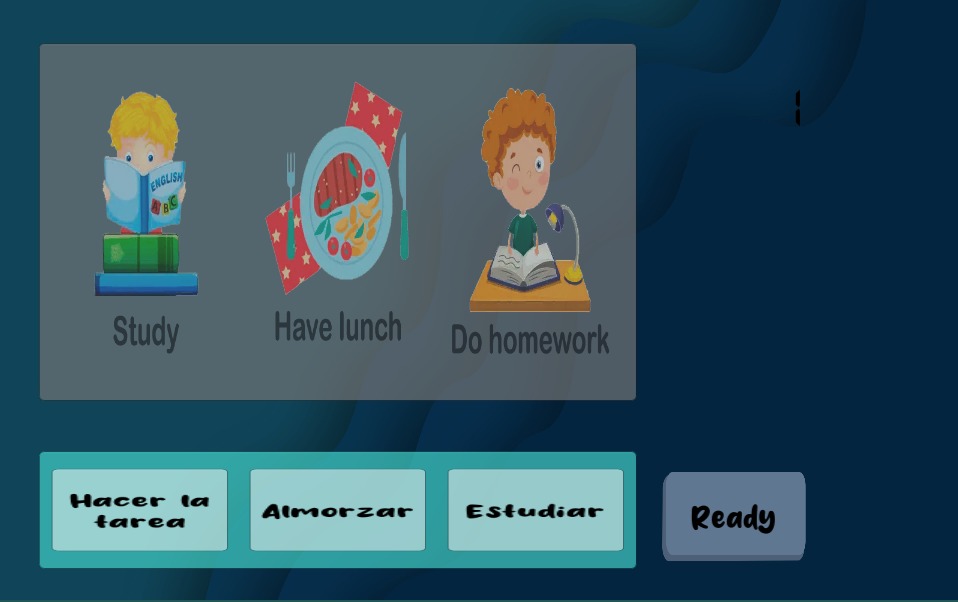 ENGLISH
ABC
Study
Have lunch
Do homework
Hacer la
tarea
Almorzar
Estudiar
Ready